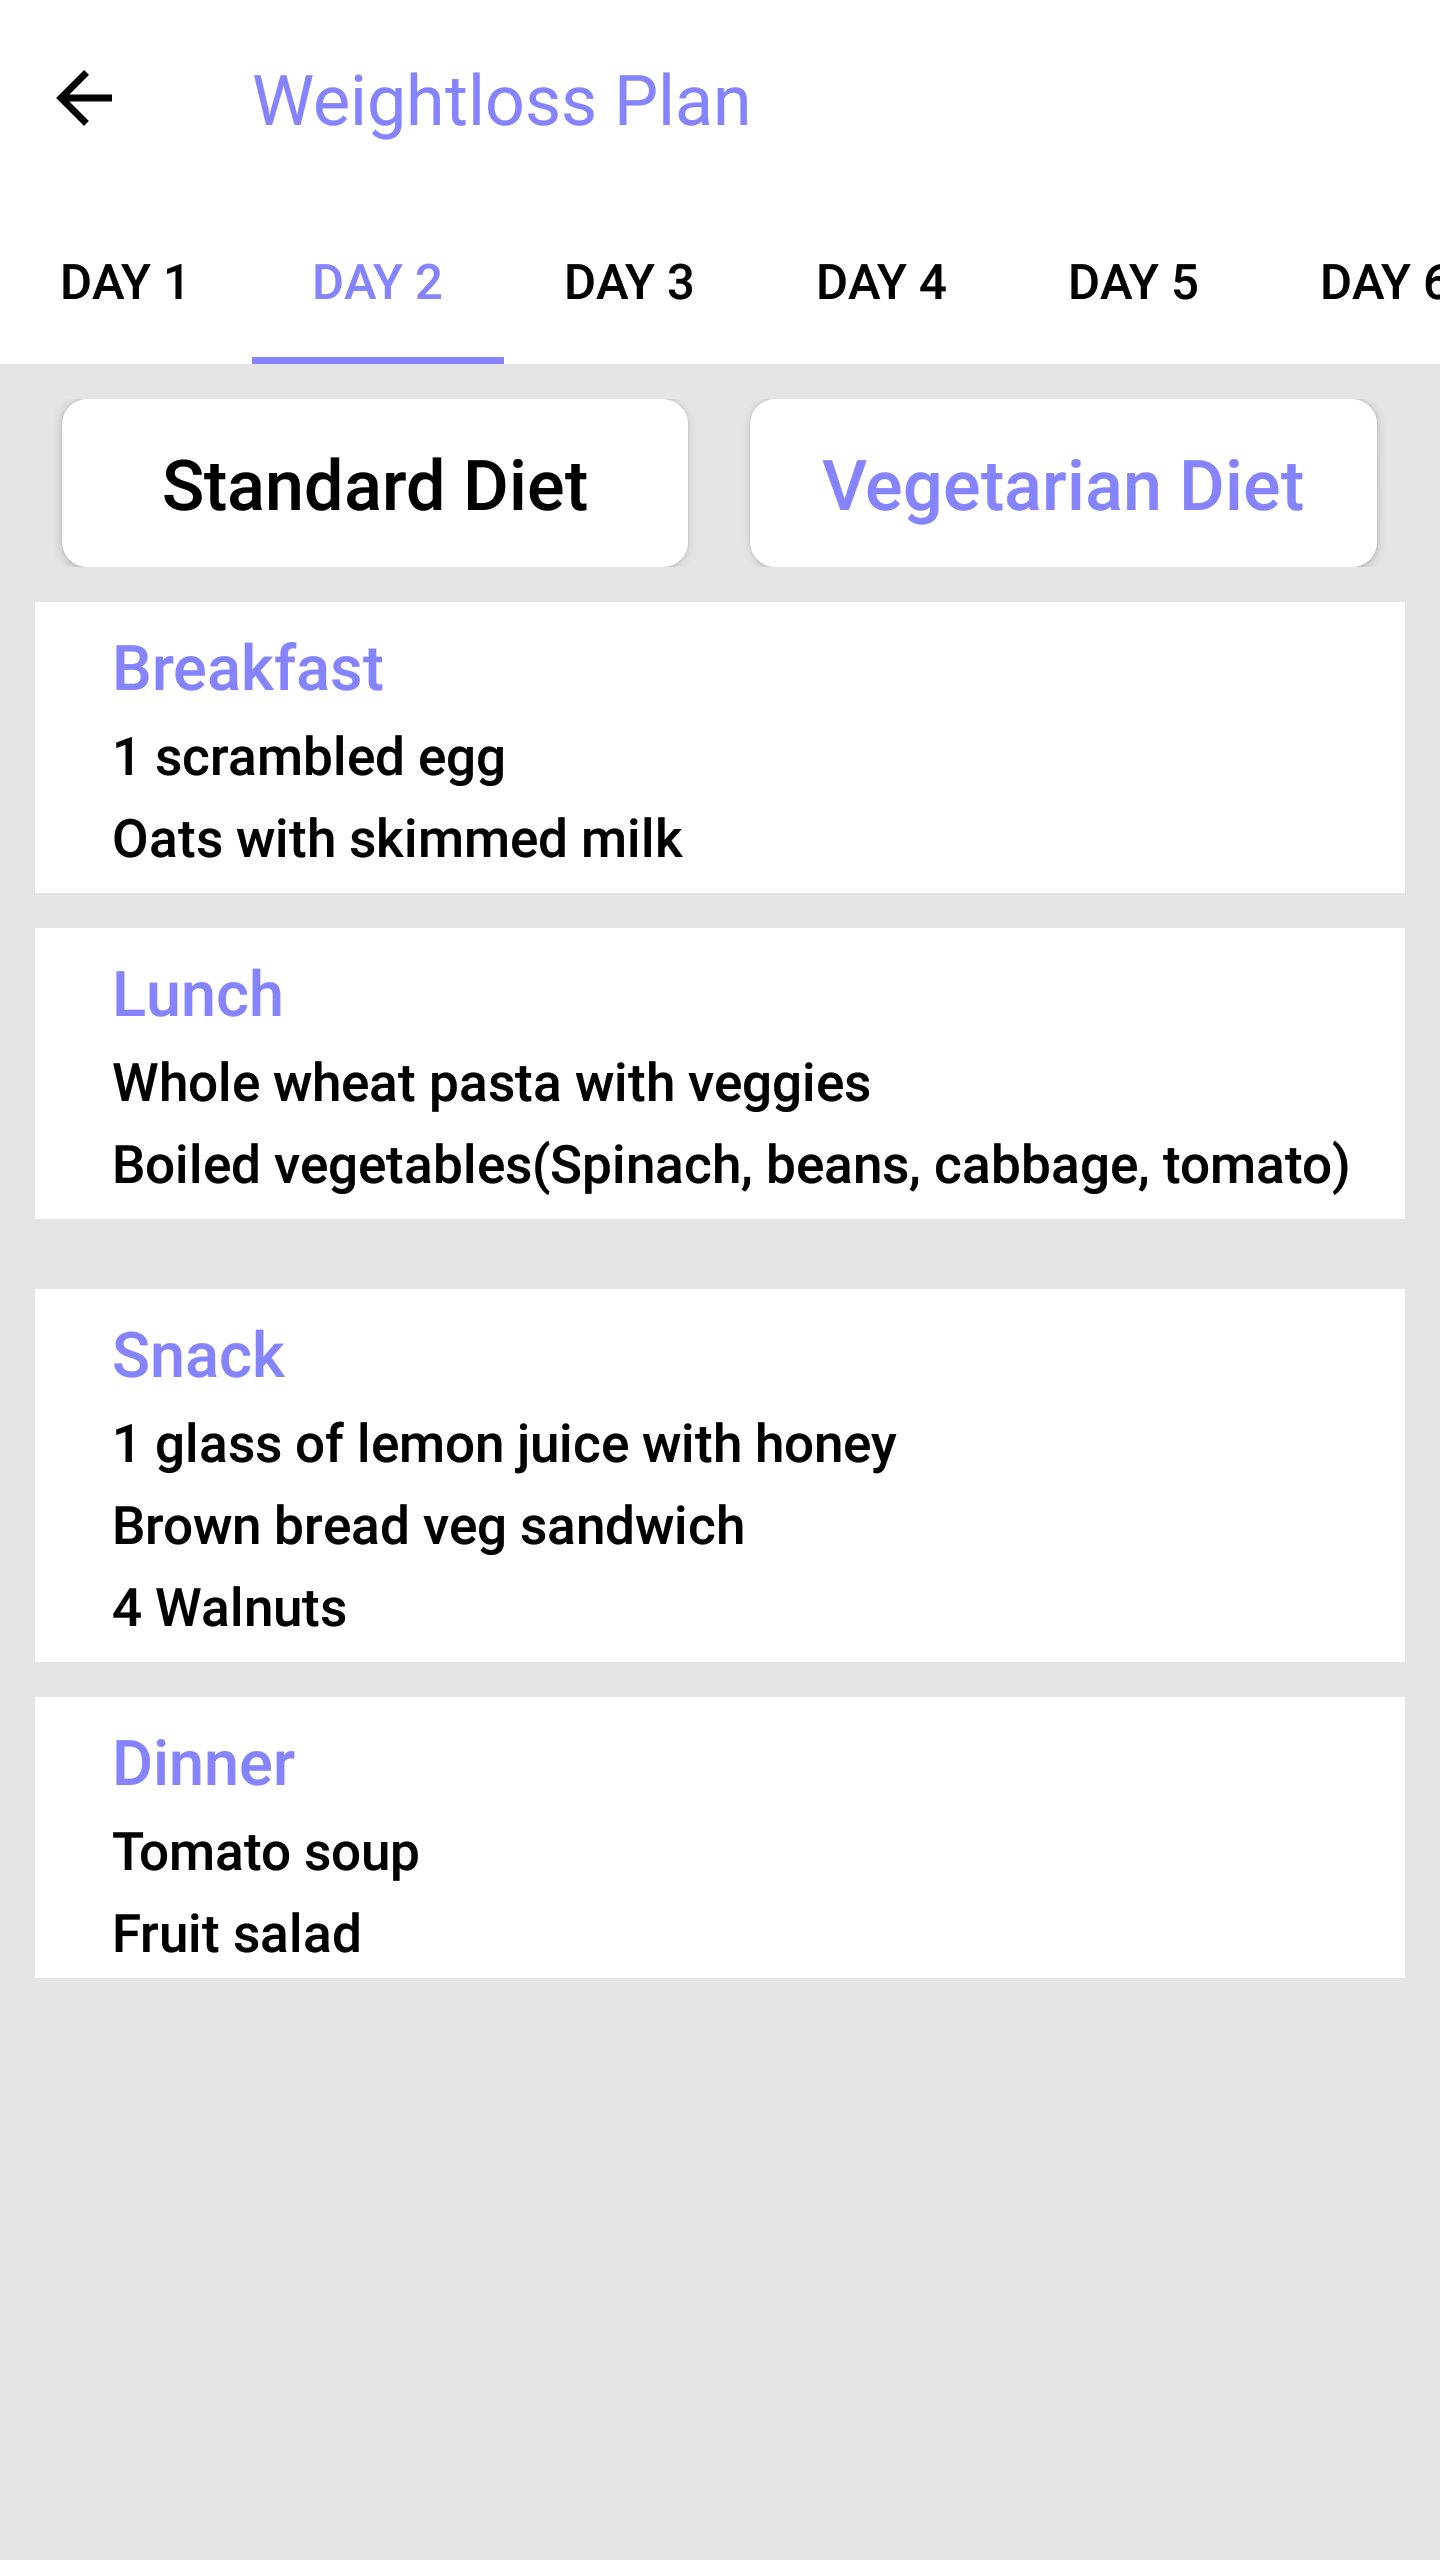 Weightloss Plan
DAY 1
DAY 2
DAY 3
DAY 4
DAY 5
DAY 6
Standard Diet
Vegetarian Diet
Breakfast
1 scrambled egg
Oats with skimmed milk
Lunch
Whole wheat pasta with veggies
Boiled vegetables(Spinach, beans, cabbage, tomato)
Snack
1 glass of lemon juice with honey
Brown bread veg sandwich
4 Walnuts
Dinner
Tomato soup
Fruit salad